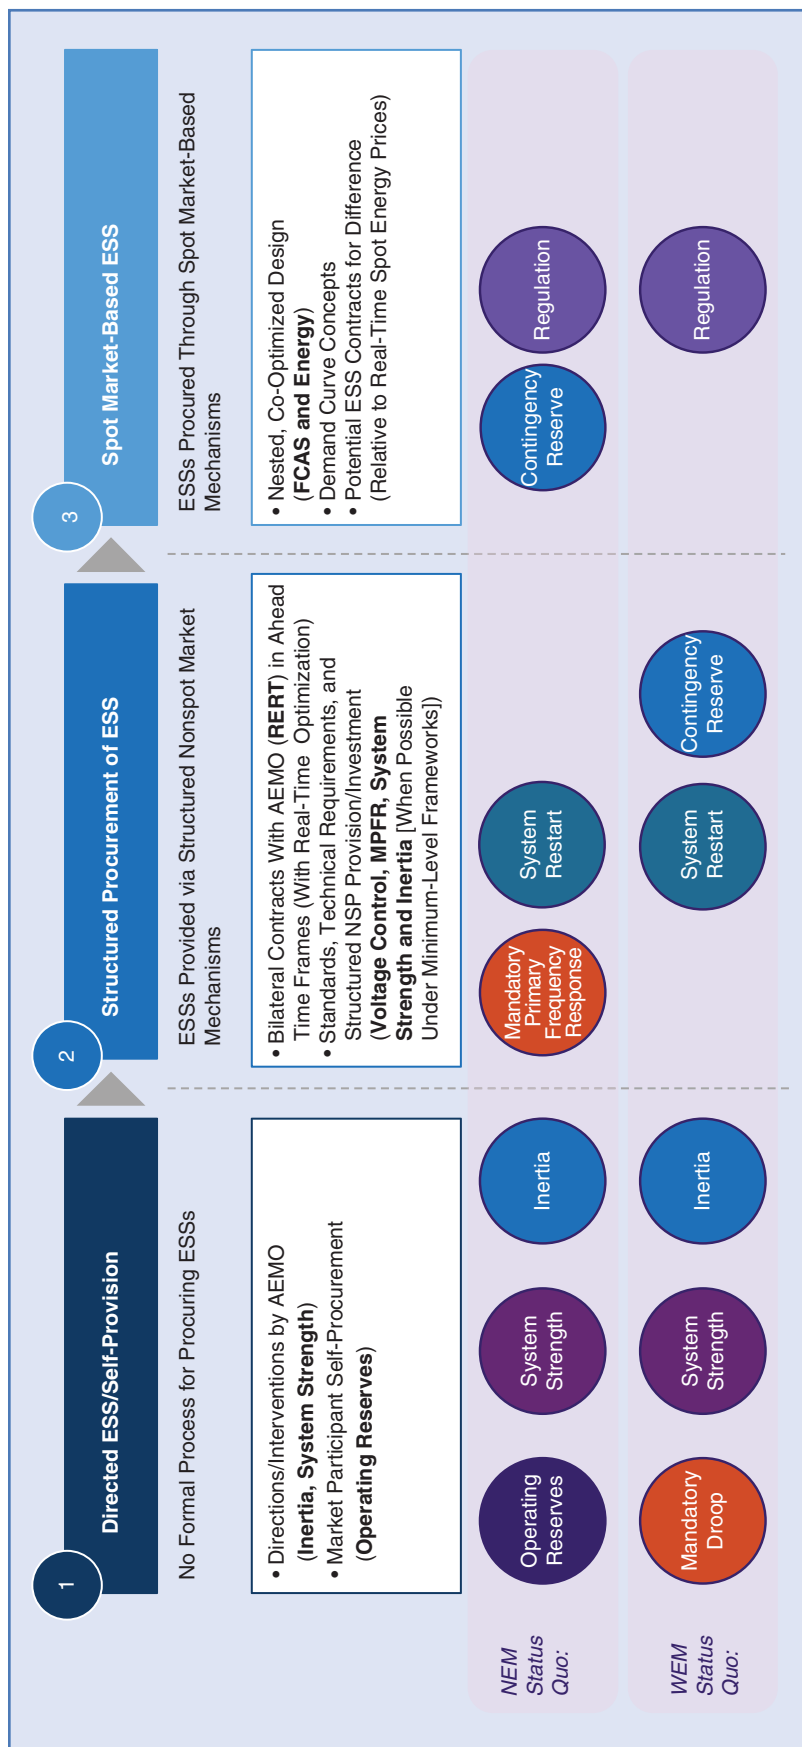 1
Directed ESS/Self-Provision
No Formal Process for Procuring ESSs
• Directions/Interventions by AEMO
(Inertia, System Strength)
• Market Participant Self-Procurement
(Operating Reserves)
2
Structured Procurement of ESS
ESSs Provided via Structured Nonspot Market
Mechanisms
• Bilateral Contracts With AEMO (RERT) in Ahead
Time Frames (With Real-Time Optimization)
• Standards, Technical Requirements, and
Structured NSP Provision/Investment
(Voltage Control, MPFR, System
Strength and Inertia [When Possible
Under Minimum-Level Frameworks])
3
Spot Market-Based ESS
ESSs Procured Through Spot Market-Based
Mechanisms
• Nested, Co-Optimized Design
(FCAS and Energy)
• Demand Curve Concepts
• Potential ESS Contracts for Difference
(Relative to Real-Time Spot Energy Prices)
NEM
Status
Quo:
Operating
Reserves
System
Strength
Inertia
Mandatory
Primary
Frequency
Response
System
Restart
Contingency
Reserve
Regulation
WEM
Status
Quo:
Mandatory
Droop
System
Strength
Inertia
System
Restart
Contingency
Reserve
Regulation